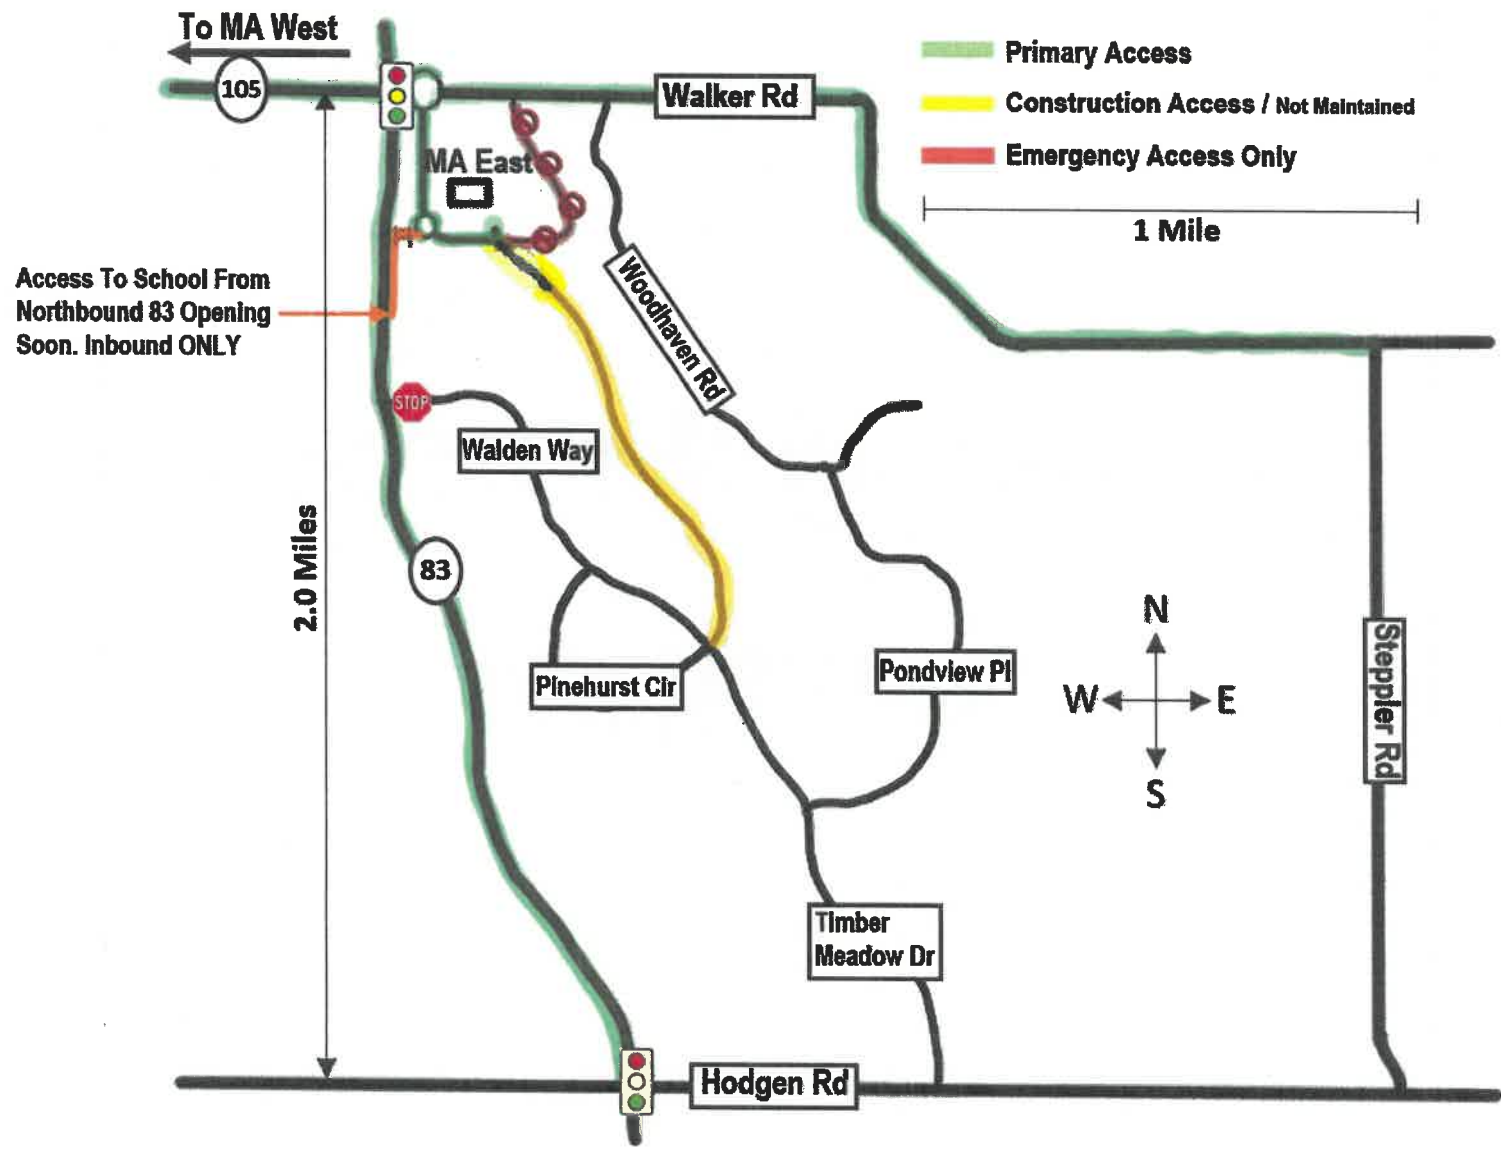 To MA West
105
Walker Rd
Primary Access
Construction Access / Not Maintained
Emergency Access Only
1 Mile
MA East
Access To School From
Northbound 83 Opening
Soon. Inbound ONLY
Woodhaven Rd
STOP
Walden Way
2.0 Miles
83
Pinehurst Cir
Pondview Pl
N
W
E
S
Steppler Rd
Timber
Meadow Dr
Hodgen Rd